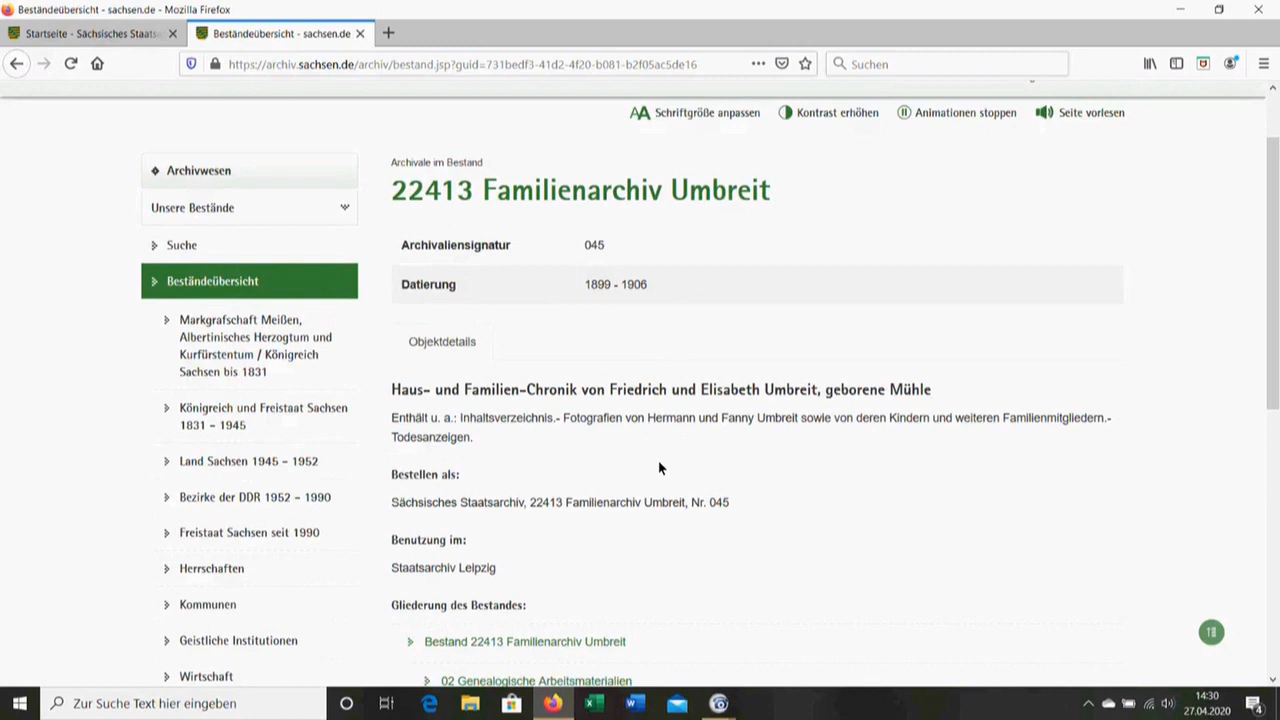 Beständeübersicht - sachsen.de - Mozilla Firefox
Startseite - Sächsisches Staats
Beständeübersicht - sachsen.de
https://archiv.sachsen.de/archiv/bestand.jsp?guid=731bedf3-41d2-4f20-b081-b2f05ac5de16
Suchen
Schriftgröße anpassen
Kontrast erhöhen
Animationen stoppen
Seite vorlesen
Archivwesen
Unsere Bestände
Suche
Beständeübersicht
Markgrafschaft Meißen,
Albertinisches Herzogtum und
Kurfürstentum / Königreich
Sachsen bis 1831
Königreich und Freistaat Sachsen
1831 – 1945
Land Sachsen 1945 – 1952
Bezirke der DDR 1952 – 1990
Freistaat Sachsen seit 1990
Herrschaften
Kommunen
Geistliche Institutionen
Wirtschaft
Archivale im Bestand
22413 Familienarchiv Umbreit
Archivaliensignatur 045
Datierung 1899 - 1906
Objektdetails
Haus- und Familien-Chronik von Friedrich und Elisabeth Umbreit, geborene Mühle
Enthält u. a.: Inhaltsverzeichnis.- Fotografien von Hermann und Fanny Umbreit sowie von deren Kindern und weiteren Familienmitgliedern.-
Todesanzeigen.
Bestellen als:
Sächsisches Staatsarchiv, 22413 Familienarchiv Umbreit, Nr. 045
Benutzung im:
Staatsarchiv Leipzig
Gliederung des Bestandes:
Bestand 22413 Familienarchiv Umbreit
02 Genealogische Arbeitsmaterialien
18
Zur Suche Text hier eingeben
14:30
27.04.2020
4